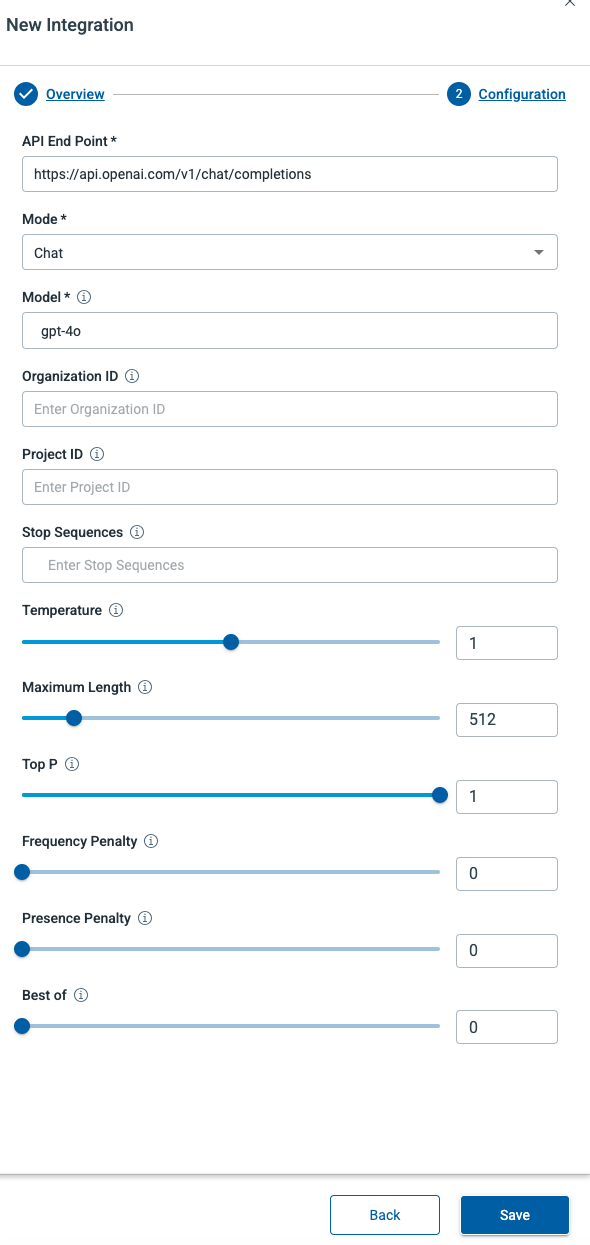 New Integration
Overview
2
Configuration
API End Point *
https://api.openai.com/v1/chat/completions
Mode *
Chat
Model *
gpt-4o
Organization ID
Enter Organization ID
Project ID
Enter Project ID
Stop Sequences
Enter Stop Sequences
Temperature
1
Maximum Length
512
Top P
1
Frequency Penalty
0
Presence Penalty
0
Best of
0
Back
Save